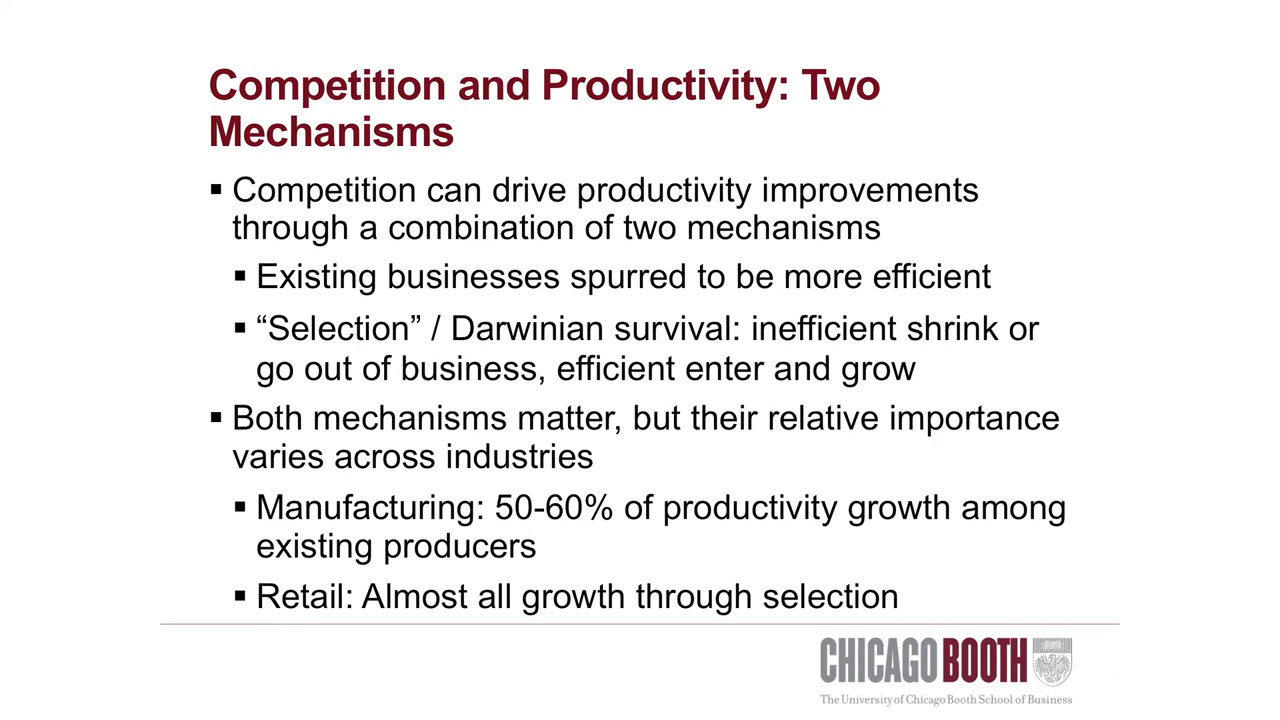 Competition and Productivity: Two
Mechanisms
▪ Competition can drive productivity improvements
through a combination of two mechanisms
▪ Existing businesses spurred to be more efficient
▪ “Selection” / Darwinian survival: inefficient shrink or
go out of business, efficient enter and grow
▪ Both mechanisms matter, but their relative importance
varies across industries
▪ Manufacturing: 50-60% of productivity growth among
existing producers
▪ Retail: Almost all growth through selection
CHICAGO BOOTH
The University of Chicago Booth School of Business